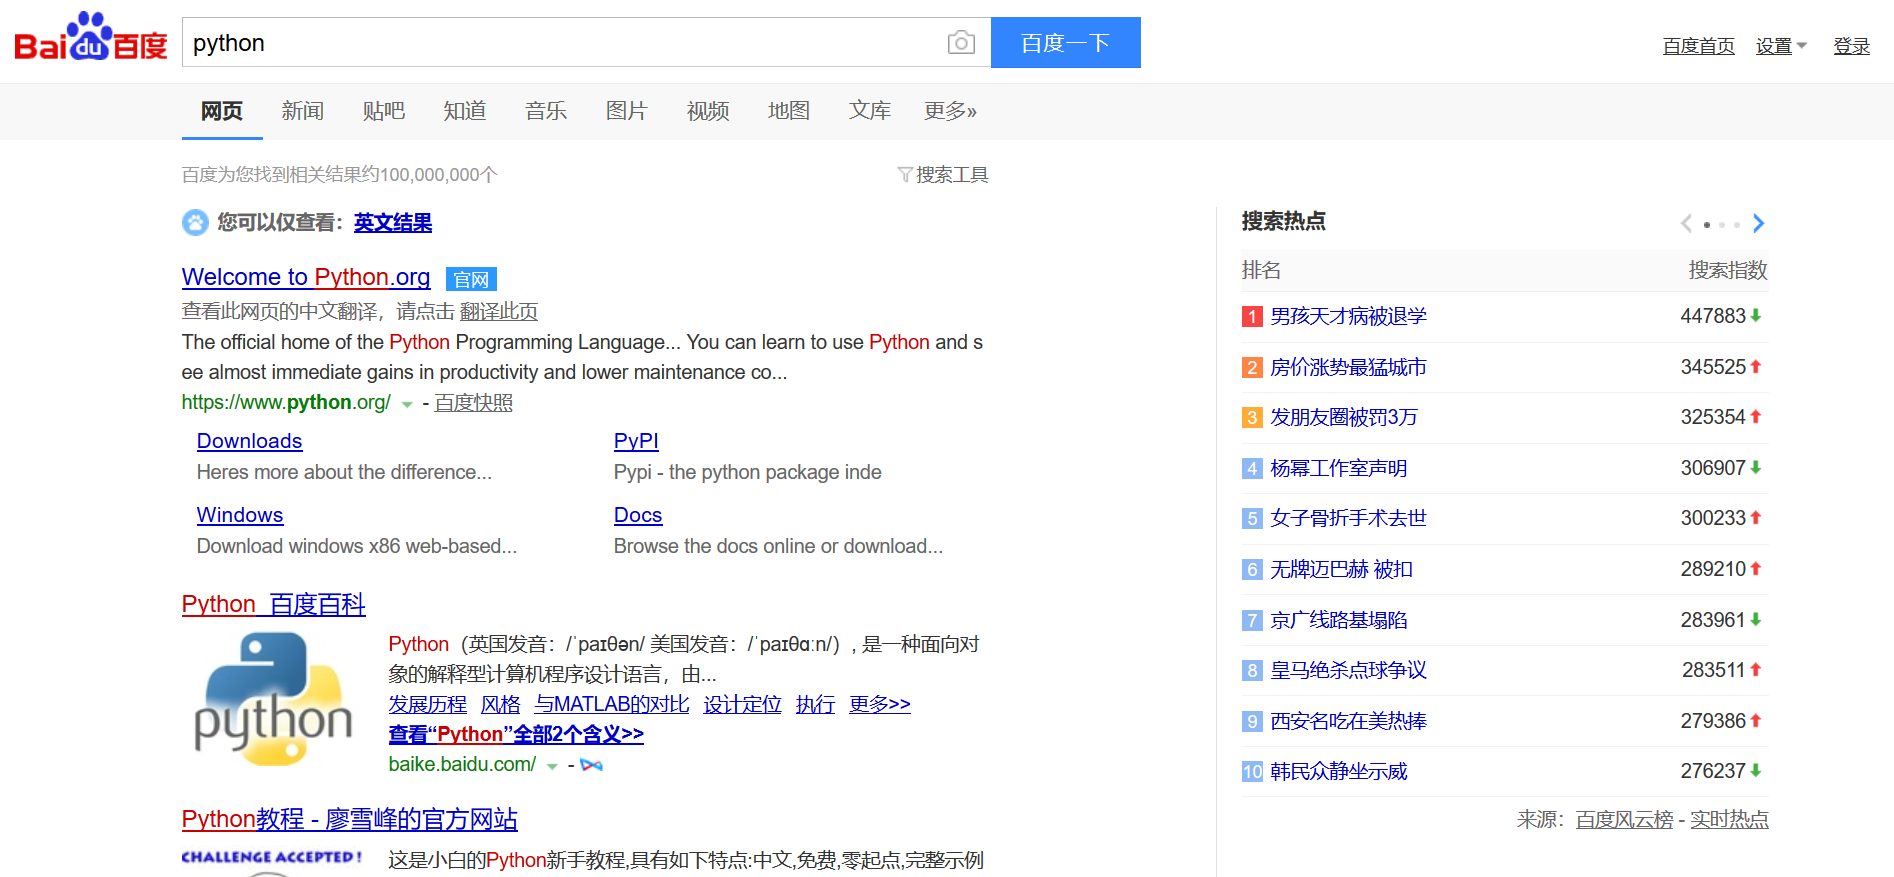 Bai du 百度
python
百度一下
百度首页 设置 登录
网页 新闻 贴吧 知道 音乐 图片 视频 地图 文库 更多»
百度为您找到相关结果约100,000,000个
搜索工具
您可以仅查看：英文结果
Welcome to Python.org 官网
查看此网页的中文翻译，请点击 翻译此页
The official home of the Python Programming Language... You can learn to use Python and s
ee almost immediate gains in productivity and lower maintenance co...
https://www.python.org/ - 百度快照
Downloads PyPI
Heres more about the difference... Pypi - the python package inde
Windows Docs
Download windows x86 web-based... Browse the docs online or download...
Python_百度百科
python
Python（英国发音：/ˈpaɪθən/ 美国发音：/ˈpaɪθɑːn/）, 是一种面向对
象的解释型计算机程序设计语言，由...
发展历程 风格 与MATLAB的对比 设计定位 执行 更多>>
查看“Python”全部2个含义>>
baike.baidu.com/ -
Python教程 - 廖雪峰的官方网站
CHALLENGE ACCEPTED!
这是小白的Python新手教程,具有如下特点:中文,免费,零起点,完整示例
搜索热点
排名 搜索指数
1 男孩天才病被退学 447883
2 房价涨势最猛城市 345525
3 发朋友圈被罚3万 325354
4 杨幂工作室声明 306907
5 女子骨折手术去世 300233
6 无牌迈巴赫 被扣 289210
7 京广线路基塌陷 283961
8 皇马绝杀点球争议 283511
9 西安名吃在美热捧 279386
10 韩民众静坐示威 276237
来源：百度风云榜 - 实时热点